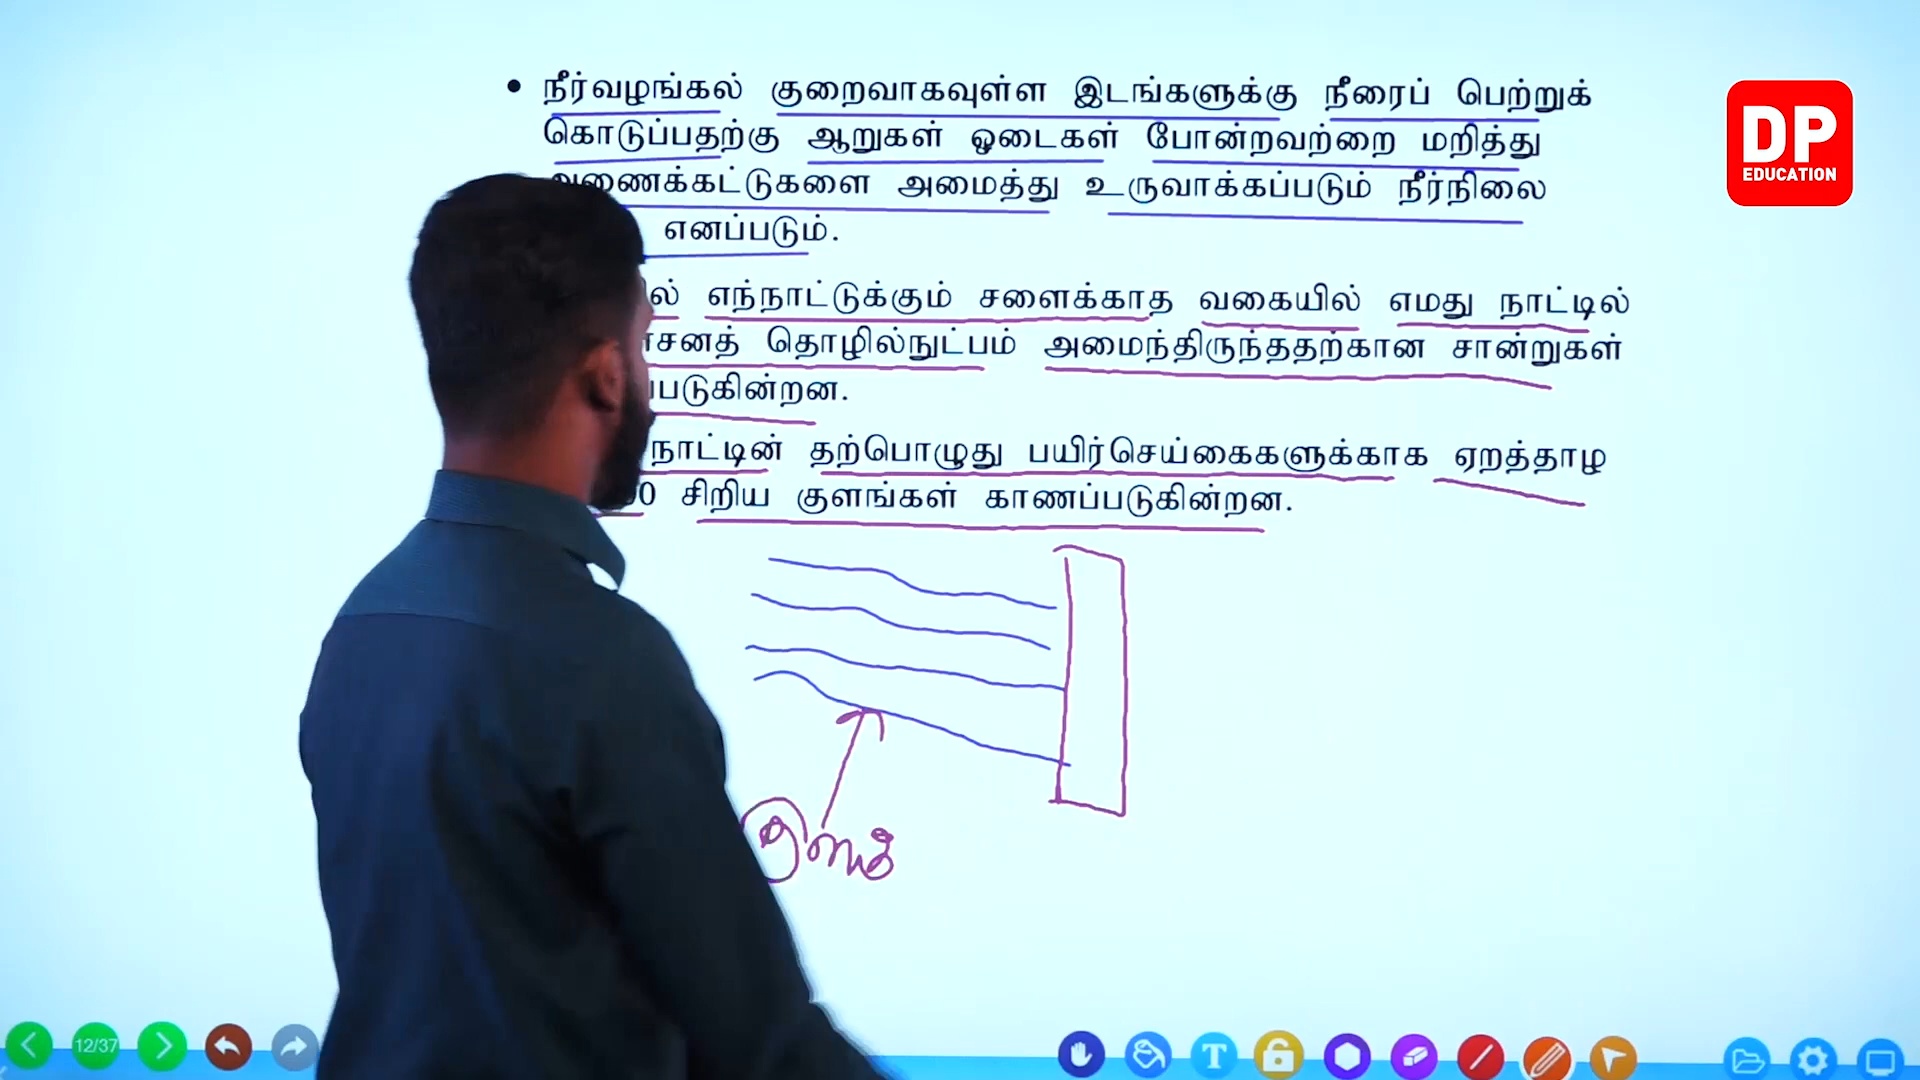 • நீர்வழங்கல் குறைவாகவுள்ள இடங்களுக்கு நீரைப் பெற்றுக்
கொடுப்பதற்கு ஆறுகள் ஓடைகள் போன்றவற்றை மறித்து
அணைக்கட்டுகளை அமைத்து உருவாக்கப்படும் நீர்நிலை
எனப்படும்.
எந்நாட்டுக்கும் சளைக்காத வகையில் எமது நாட்டில்
தொழில்நுட்பம் அமைந்திருந்ததற்கான சான்றுகள்
நாட்டின் தற்பொழுது பயிர்செய்கைகளுக்காக ஏறத்தாழ
சிறிய குளங்கள் காணப்படுகின்றன.
DP
EDUCATION
12/37
T